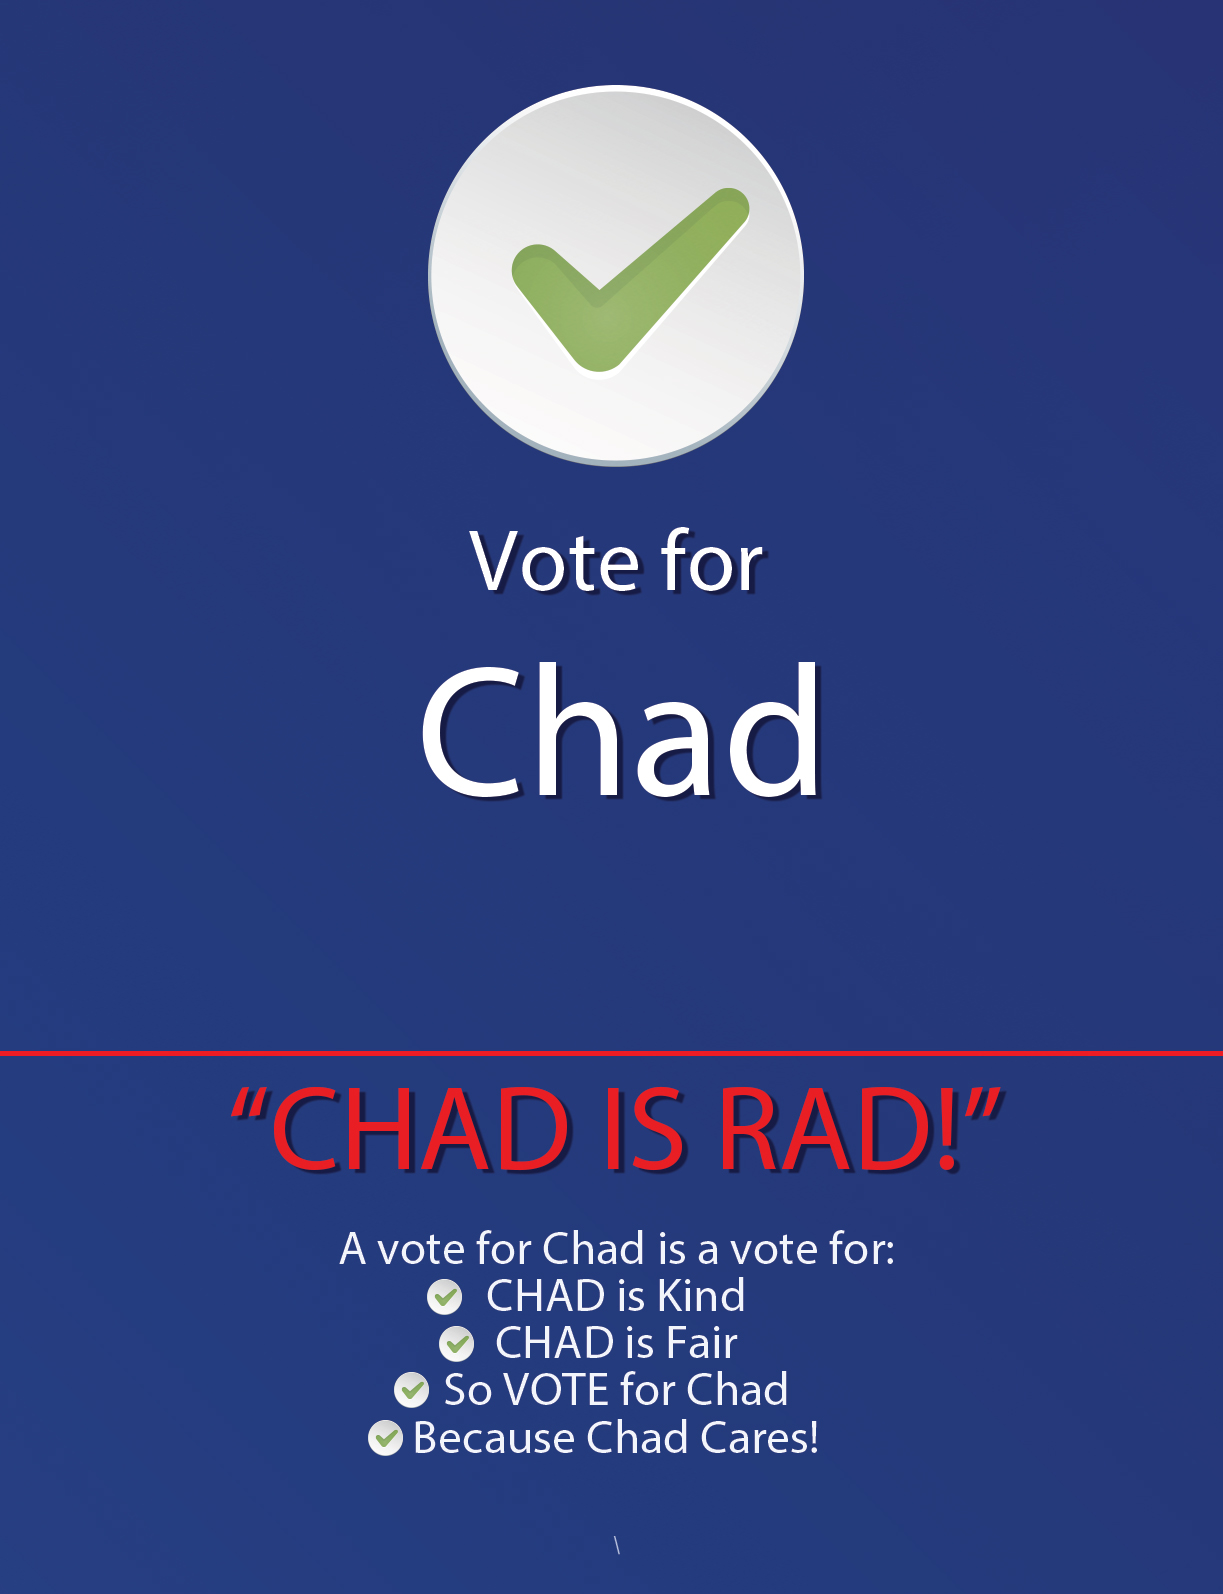 Vote for
Chad
“CHAD IS RAD!”
A vote for Chad is a vote for:
CHAD is Kind
CHAD is Fair
So VOTE for Chad
Because Chad Cares!
\